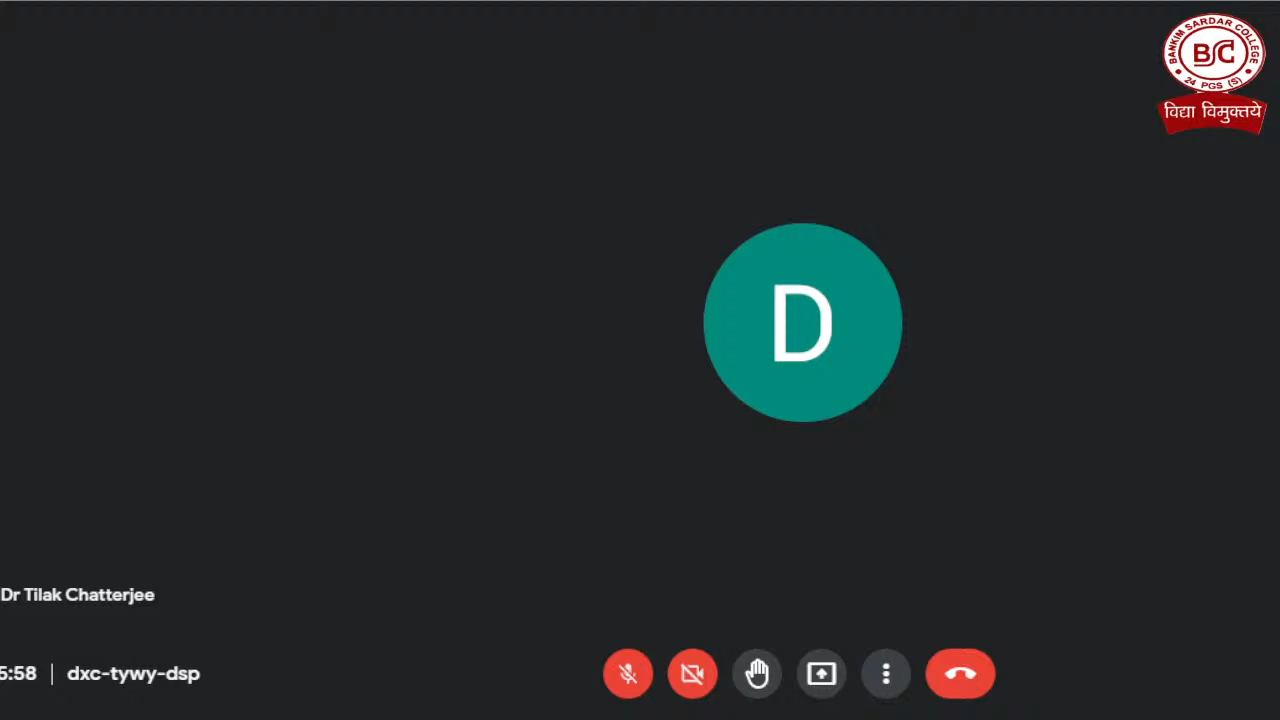 BANKIM SARDAR COLLEGE
BSC
24 PGS (S)
विद्या विमुक्तये
D
Dr Tilak Chatterjee
5:58 | dxc-tywy-dsp